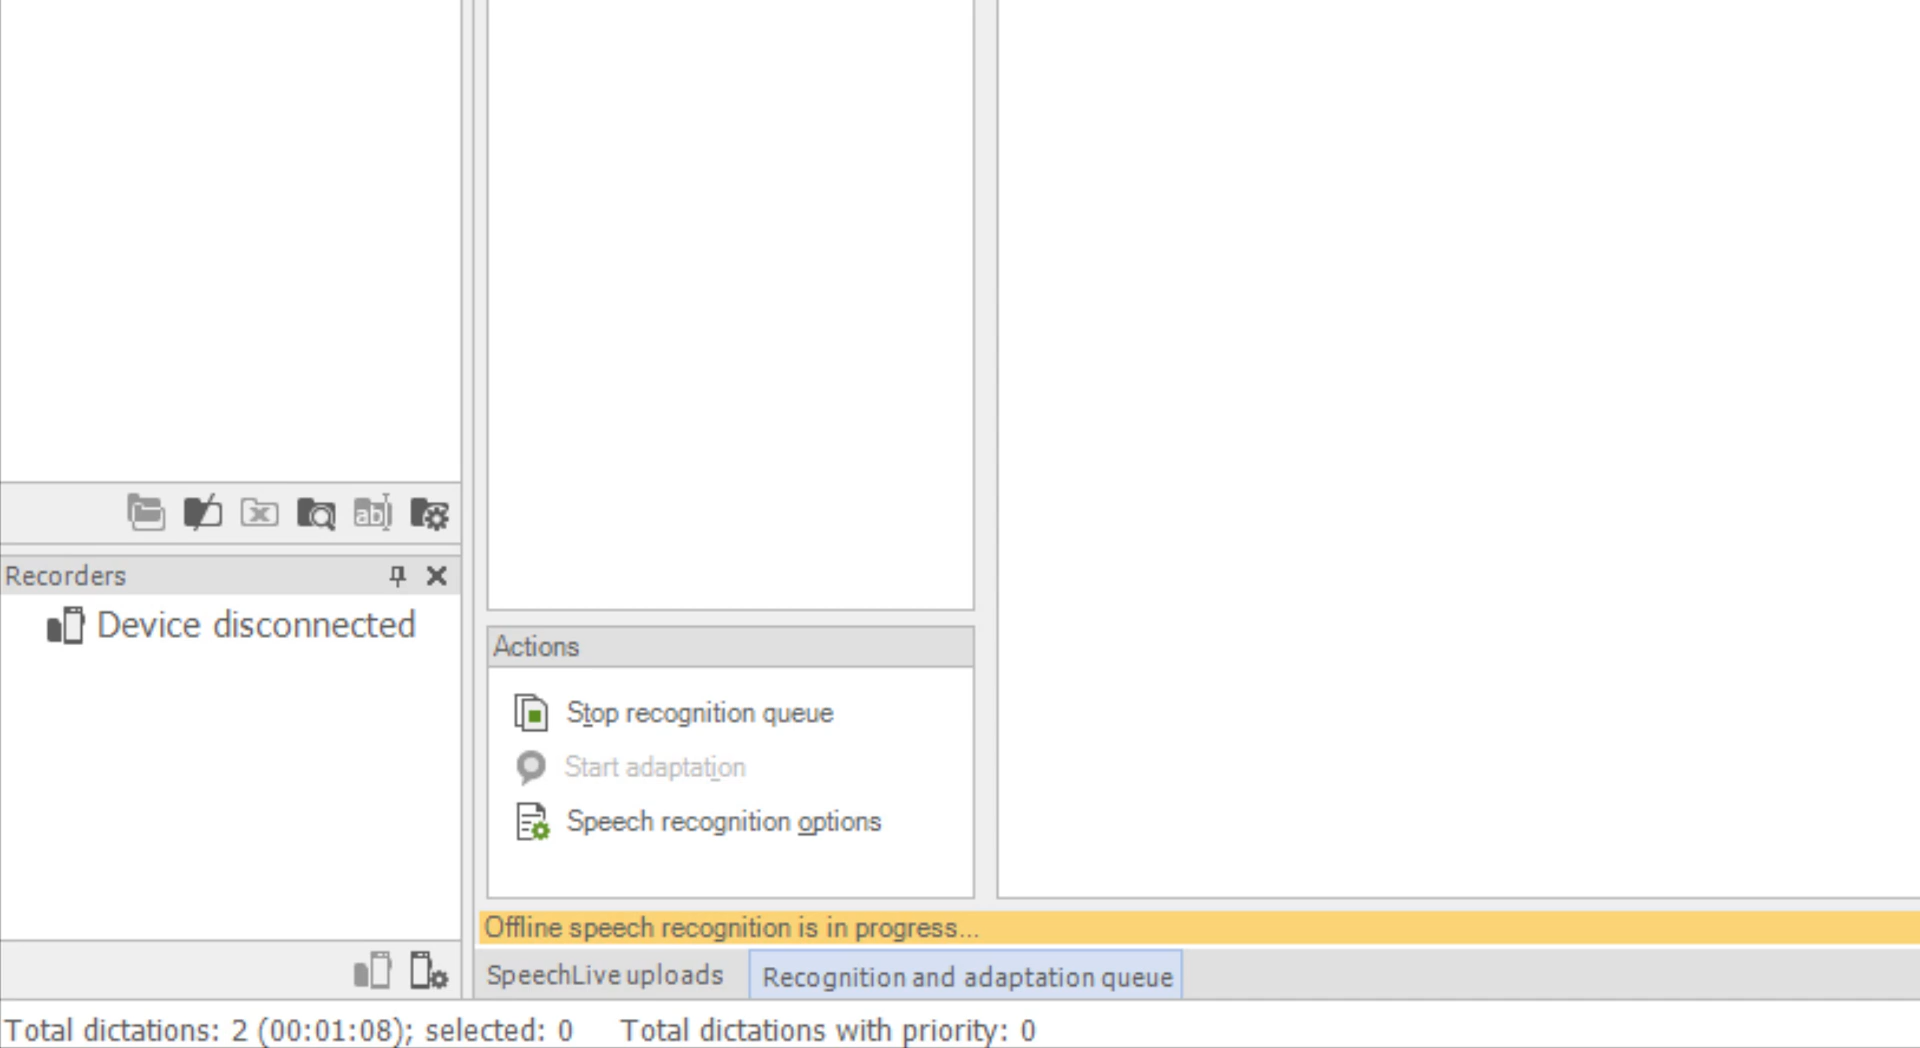 Recorders
Device disconnected
Actions
Stop recognition queue
Start adaptation
Speech recognition options
Offline speech recognition is in progress...
SpeechLive uploads
Recognition and adaptation queue
Total dictations: 2 (00:01:08); selected: 0 Total dictations with priority: 0